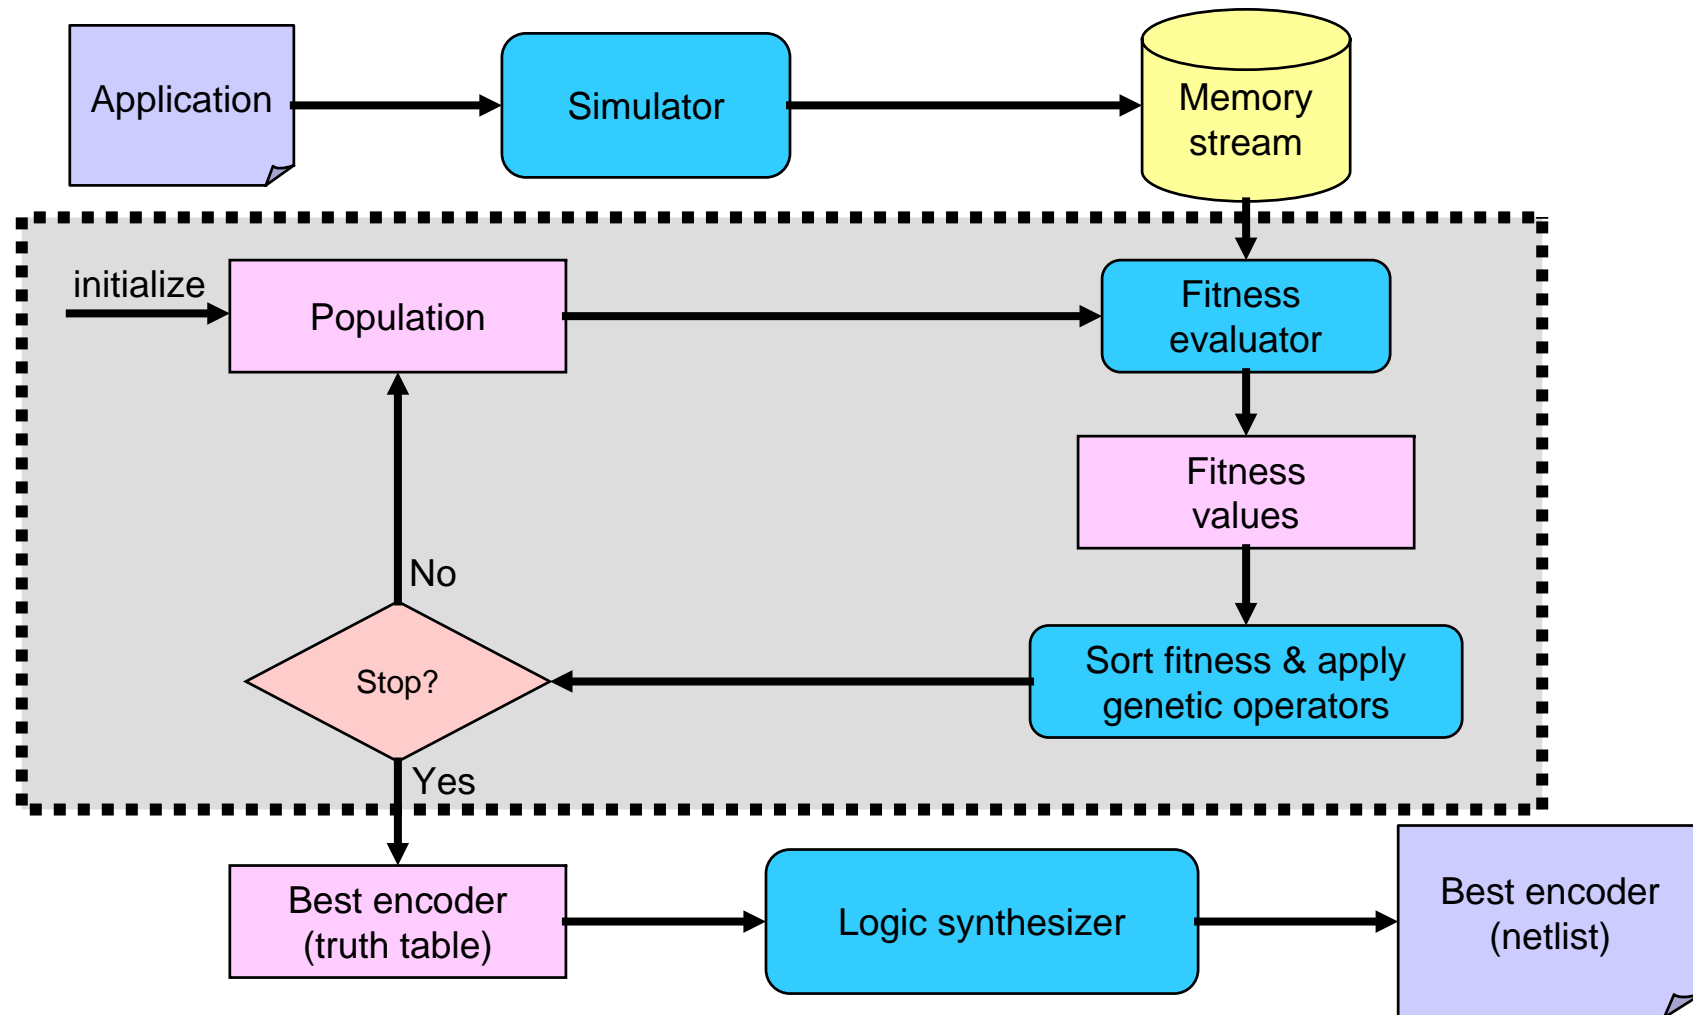 Application
Simulator
Memory
stream
initialize
Population
Fitness
evaluator
Fitness
values
No
Stop?
Sort fitness & apply
genetic operators
Yes
Best encoder
(truth table)
Logic synthesizer
Best encoder
(netlist)